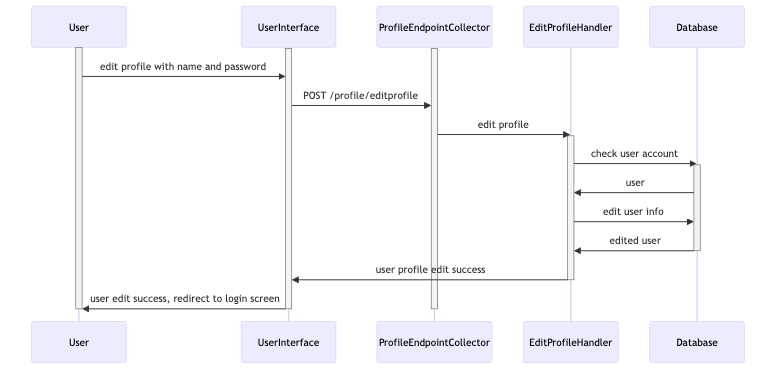 User
UserInterface
ProfileEndpointCollector
EditProfileHandler
Database
edit profile with name and password
POST /profile/editprofile
edit profile
check user account
user
edit user info
edited user
user profile edit success
user edit success, redirect to login screen
User
UserInterface
ProfileEndpointCollector
EditProfileHandler
Database